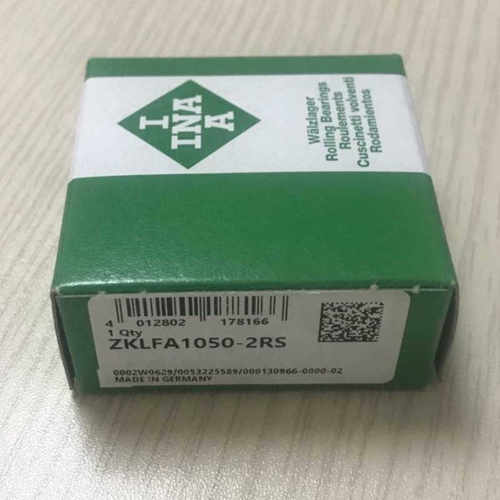 I
INA
A
Wälzlager
Rolling Bearings
Roulements
Cuscinetti volventi
Rodamientos
4 012802 178166
1 Qty
ZKLFA1050-2RS
0002W0629/0053225589/000130966-0000-02
MADE IN GERMANY